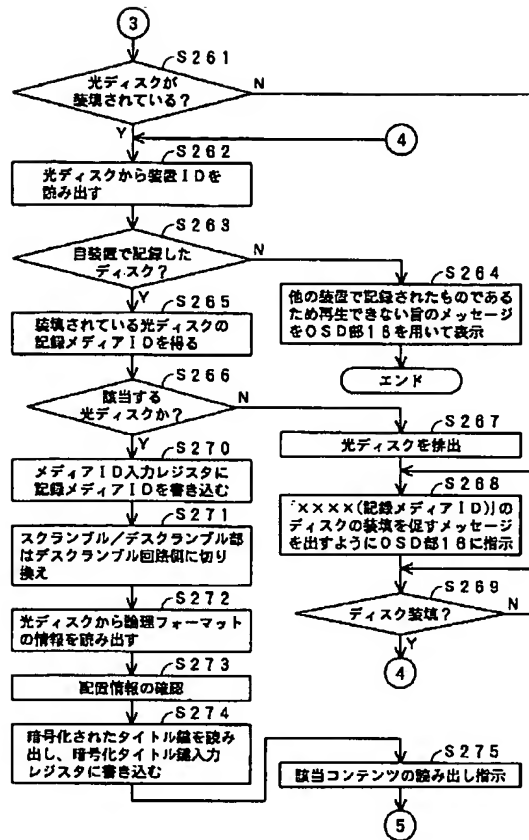 3
S261
光ディスクが
装填されている？
N
Y
4
S262
光ディスクから装置IDを
読み出す
S263
自装置で記録した
ディスク？
N
Y
S264
他の装置で記録されたものである
ため再生できない旨のメッセージ
をOSD部16を用いて表示
エンド
S265
装填されている光ディスクの
記録メディアIDを得る
S266
該当する
光ディスクか？
N
Y
S267
光ディスクを排出
S268
「××××(記録メディアID)」の
ディスクの装填を促すメッセージ
を出すようにOSD部16に指示
S269
ディスク装填？
N
Y
4
S270
メディアID入力レジスタに
記録メディアIDを書き込む
S271
スクランブル/デスクランブル部
はデスクランブル回路側に切り
換え
S272
光ディスクから論理フォーマット
の情報を読み出す
S273
配置情報の確認
S274
暗号化されたタイトル鍵を読み
出し、暗号化タイトル鍵入力
レジスタに書き込む
S275
該当コンテンツの読み出し指示
5